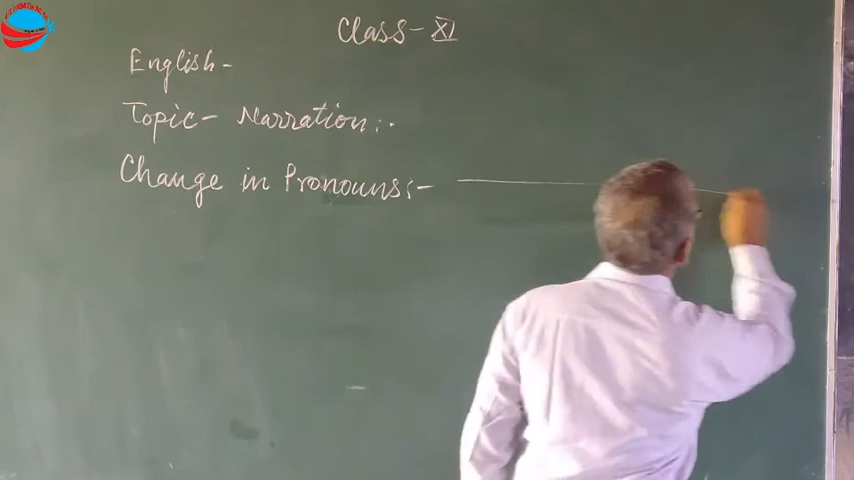 Class - XI
English -
Topic - Narration :-
Change in Pronouns :-